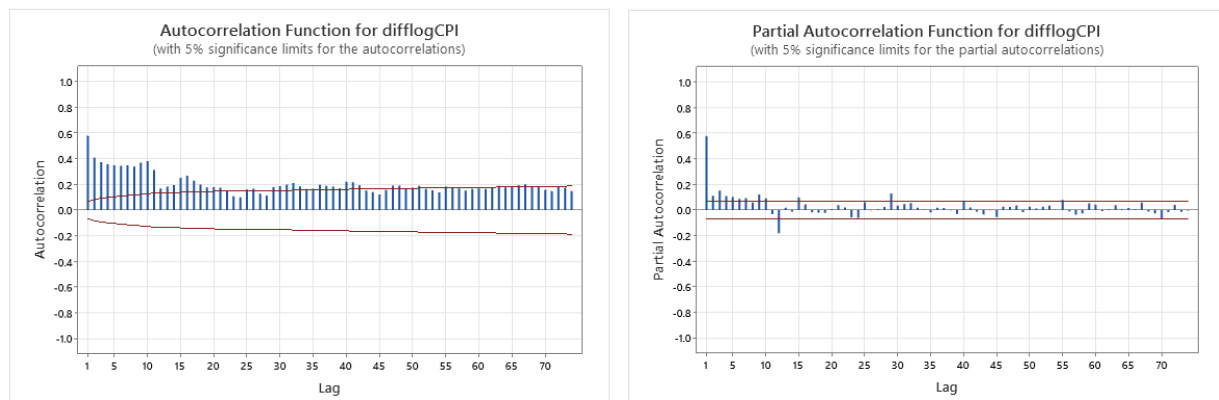 Autocorrelation Function for difflogCPI
(with 5% significance limits for the autocorrelations)
1.0
0.8
0.6
0.4
0.2
0.0
-0.2
-0.4
-0.6
-0.8
-1.0
Autocorrelation
1 5 10 15 20 25 30 35 40 45 50 55 60 65 70
Lag
Partial Autocorrelation Function for difflogCPI
(with 5% significance limits for the partial autocorrelations)
1.0
0.8
0.6
0.4
0.2
0.0
-0.2
-0.4
-0.6
-0.8
-1.0
Partial Autocorrelation
1 5 10 15 20 25 30 35 40 45 50 55 60 65 70
Lag